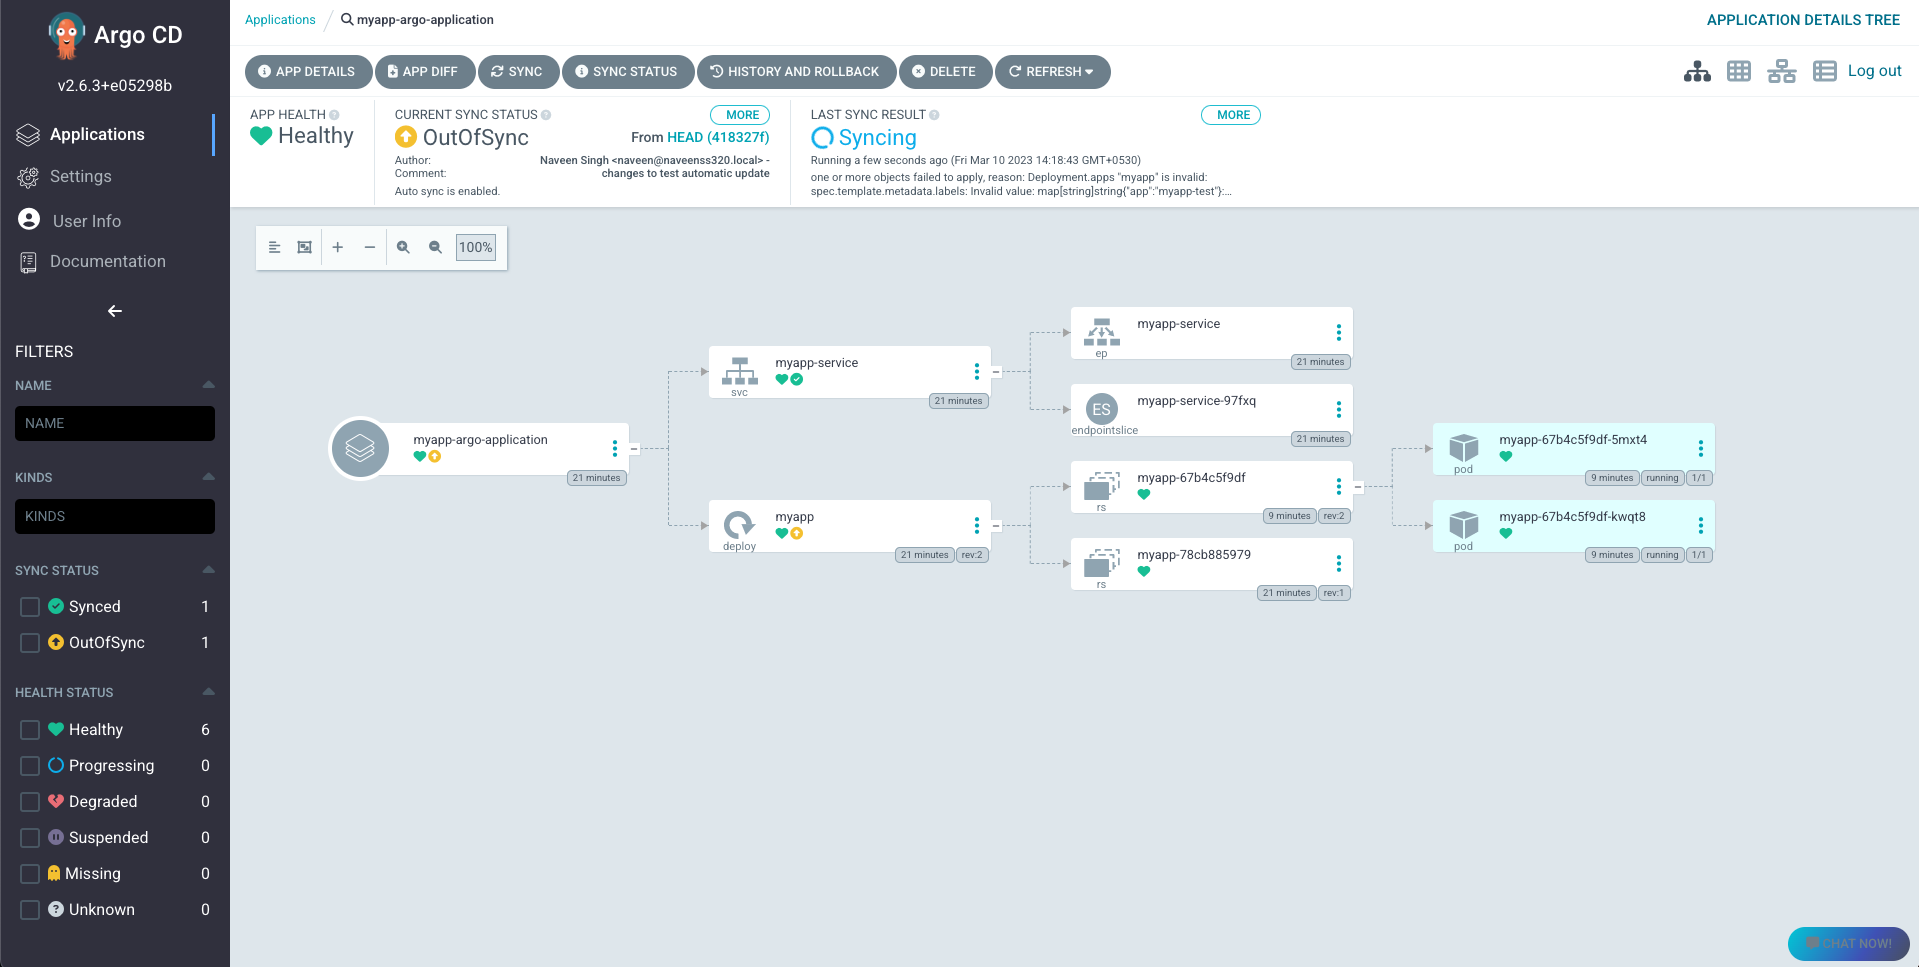 Argo CD
v2.6.3+e05298b
Applications
Settings
User Info
Documentation
FILTERS
NAME
NAME
KINDS
KINDS
SYNC STATUS
Synced 1
OutOfSync 1
HEALTH STATUS
Healthy 6
Progressing 0
Degraded 0
Suspended 0
Missing 0
Unknown 0
Applications / myapp-argo-application
APPLICATION DETAILS TREE
APP DETAILS APP DIFF SYNC SYNC STATUS HISTORY AND ROLLBACK DELETE REFRESH
Log out
APP HEALTH
Healthy
CURRENT SYNC STATUS MORE
OutOfSync From HEAD (418327f)
Author: Naveen Singh <naveen@naveenss320.local> -
Comment: changes to test automatic update
Auto sync is enabled.
LAST SYNC RESULT MORE
Syncing
Running a few seconds ago (Fri Mar 10 2023 14:18:43 GMT+0530)
one or more objects failed to apply, reason: Deployment.apps "myapp" is invalid:
spec.template.metadata.labels: Invalid value: map[string]string{"app":"myapp-test"}:...
100%
myapp-argo-application
21 minutes
myapp-service
svc
21 minutes
myapp
deploy
21 minutes rev:2
myapp-service
ep
21 minutes
ES
myapp-service-97fxq
endpointslice
21 minutes
myapp-67b4c5f9df
rs
9 minutes rev:2
myapp-78cb885979
rs
21 minutes rev:1
myapp-67b4c5f9df-5mxt4
pod
9 minutes running 1/1
myapp-67b4c5f9df-kwqt8
pod
9 minutes running 1/1
CHAT NOW!